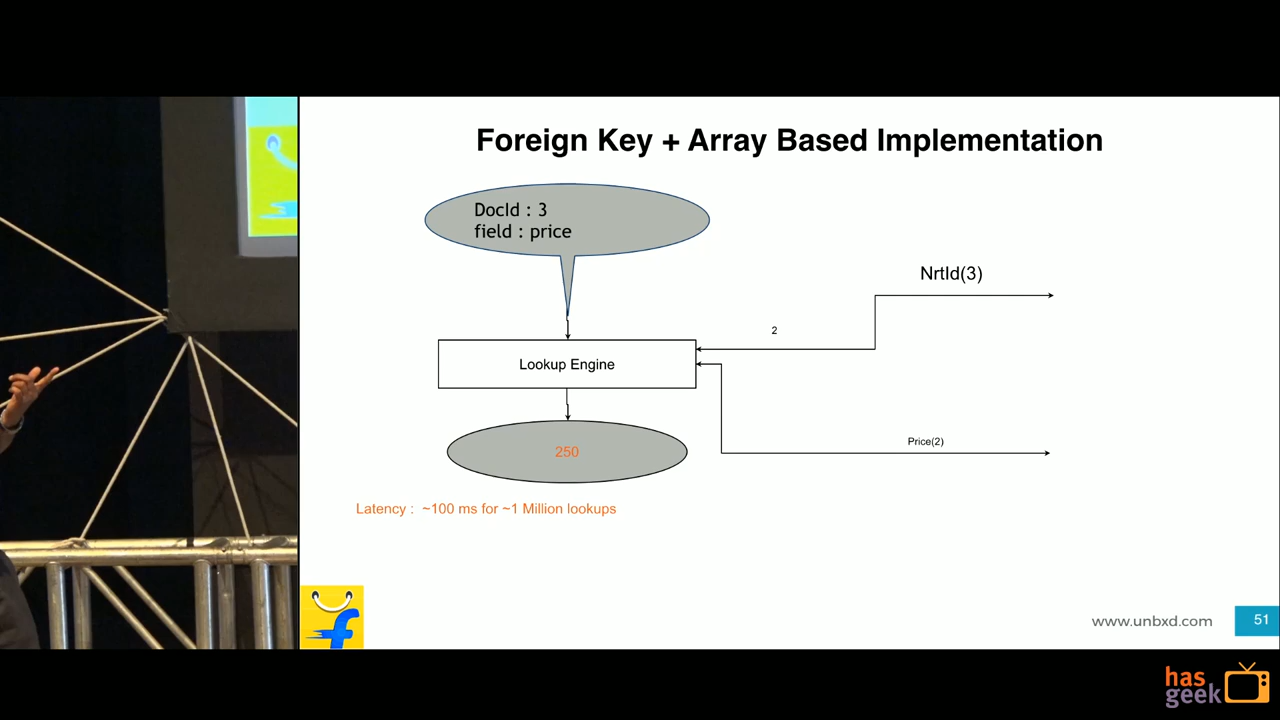 Foreign Key + Array Based Implementation
DocId : 3
field : price
NrtId(3)
2
Lookup Engine
Price(2)
250
Latency : ~100 ms for ~1 Million lookups
www.unbxd.com
51
has
geek